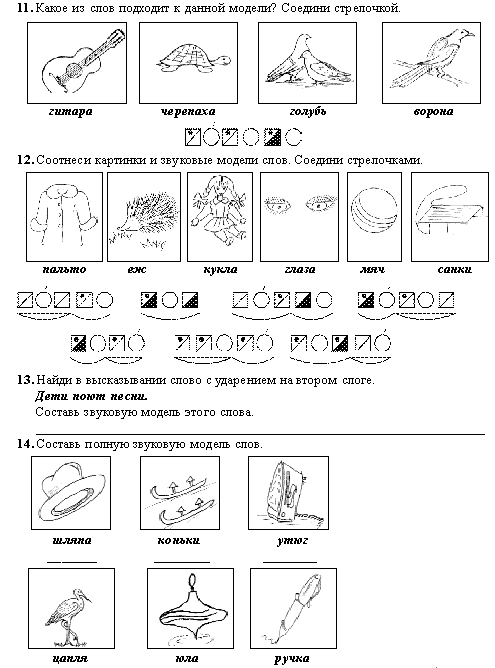 11. Какое из слов подходит к данной модели? Соедини стрелочкой.
гитара черепаха голубь ворона
12. Соотнеси картинки и звуковые модели слов. Соедини стрелочками.
пальто еж кукла глаза мяч санки
13. Найди в высказывании слово с ударением на втором слоге.
Дети поют песни.
Составь звуковую модель этого слова.
14. Составь полную звуковую модель слов.
шляпа коньки утюг
цапля юла ручка